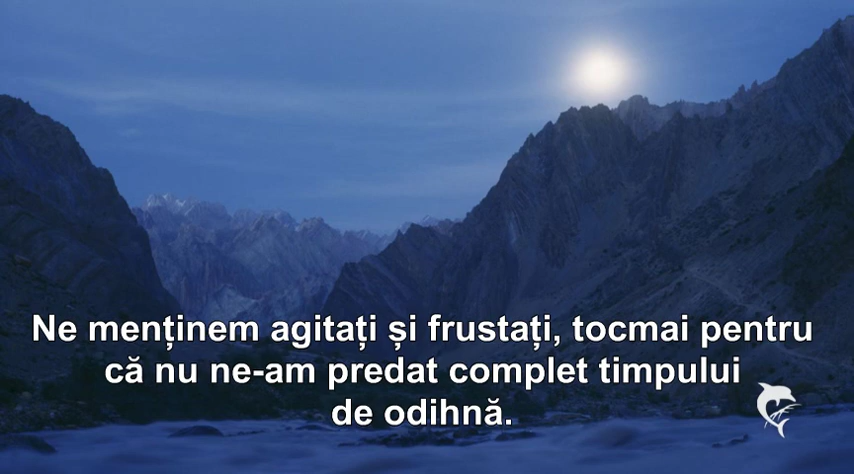 Ne menținem agitați și frustați, tocmai pentru
că nu ne-am predat complet timpului
de odihnă.